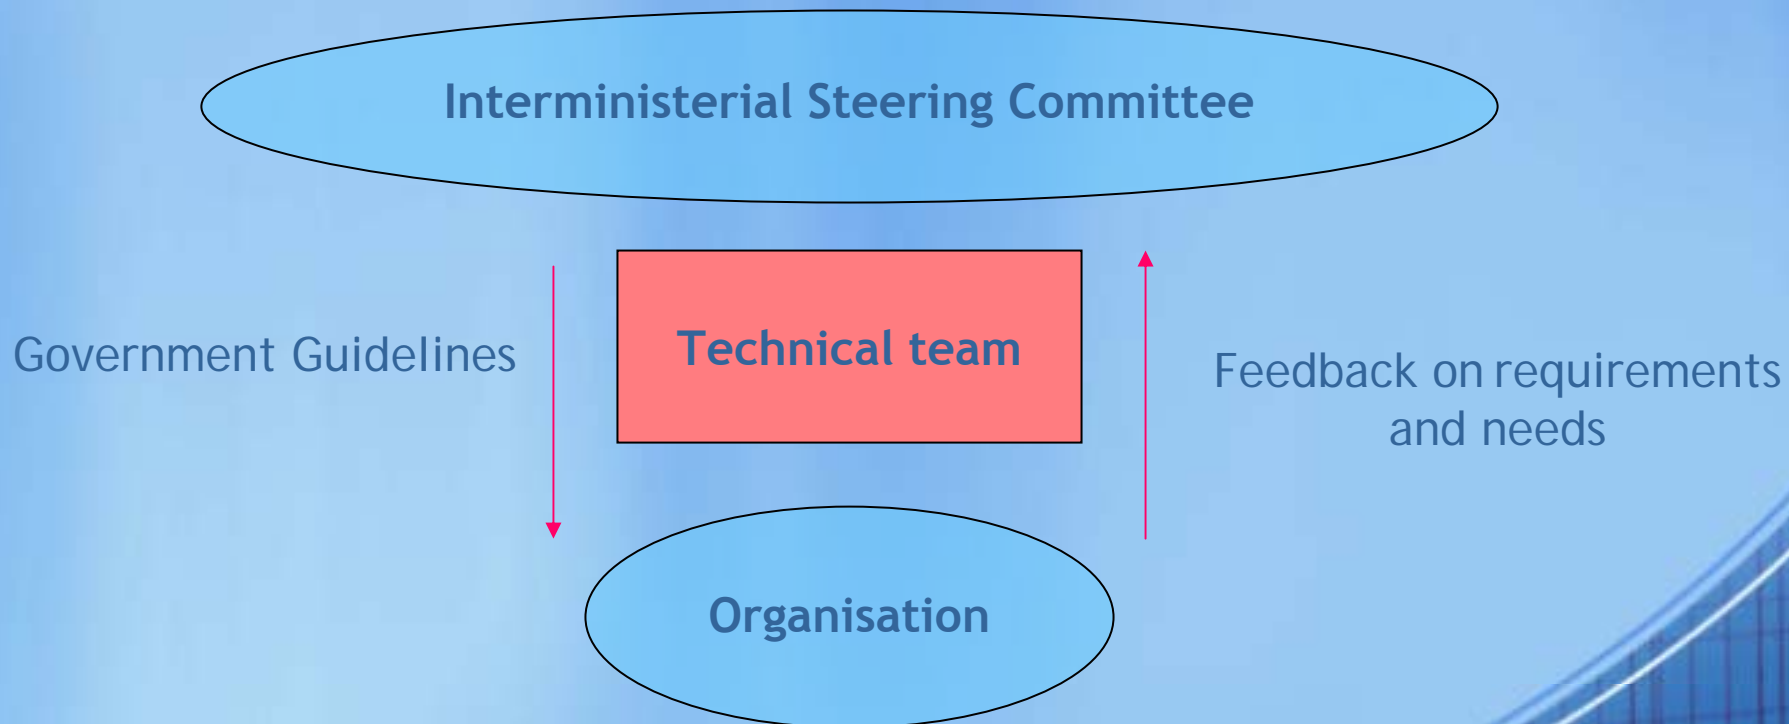 Interministerial Steering Committee
Government Guidelines
Technical team
Feedback on requirements
and needs
Organisation